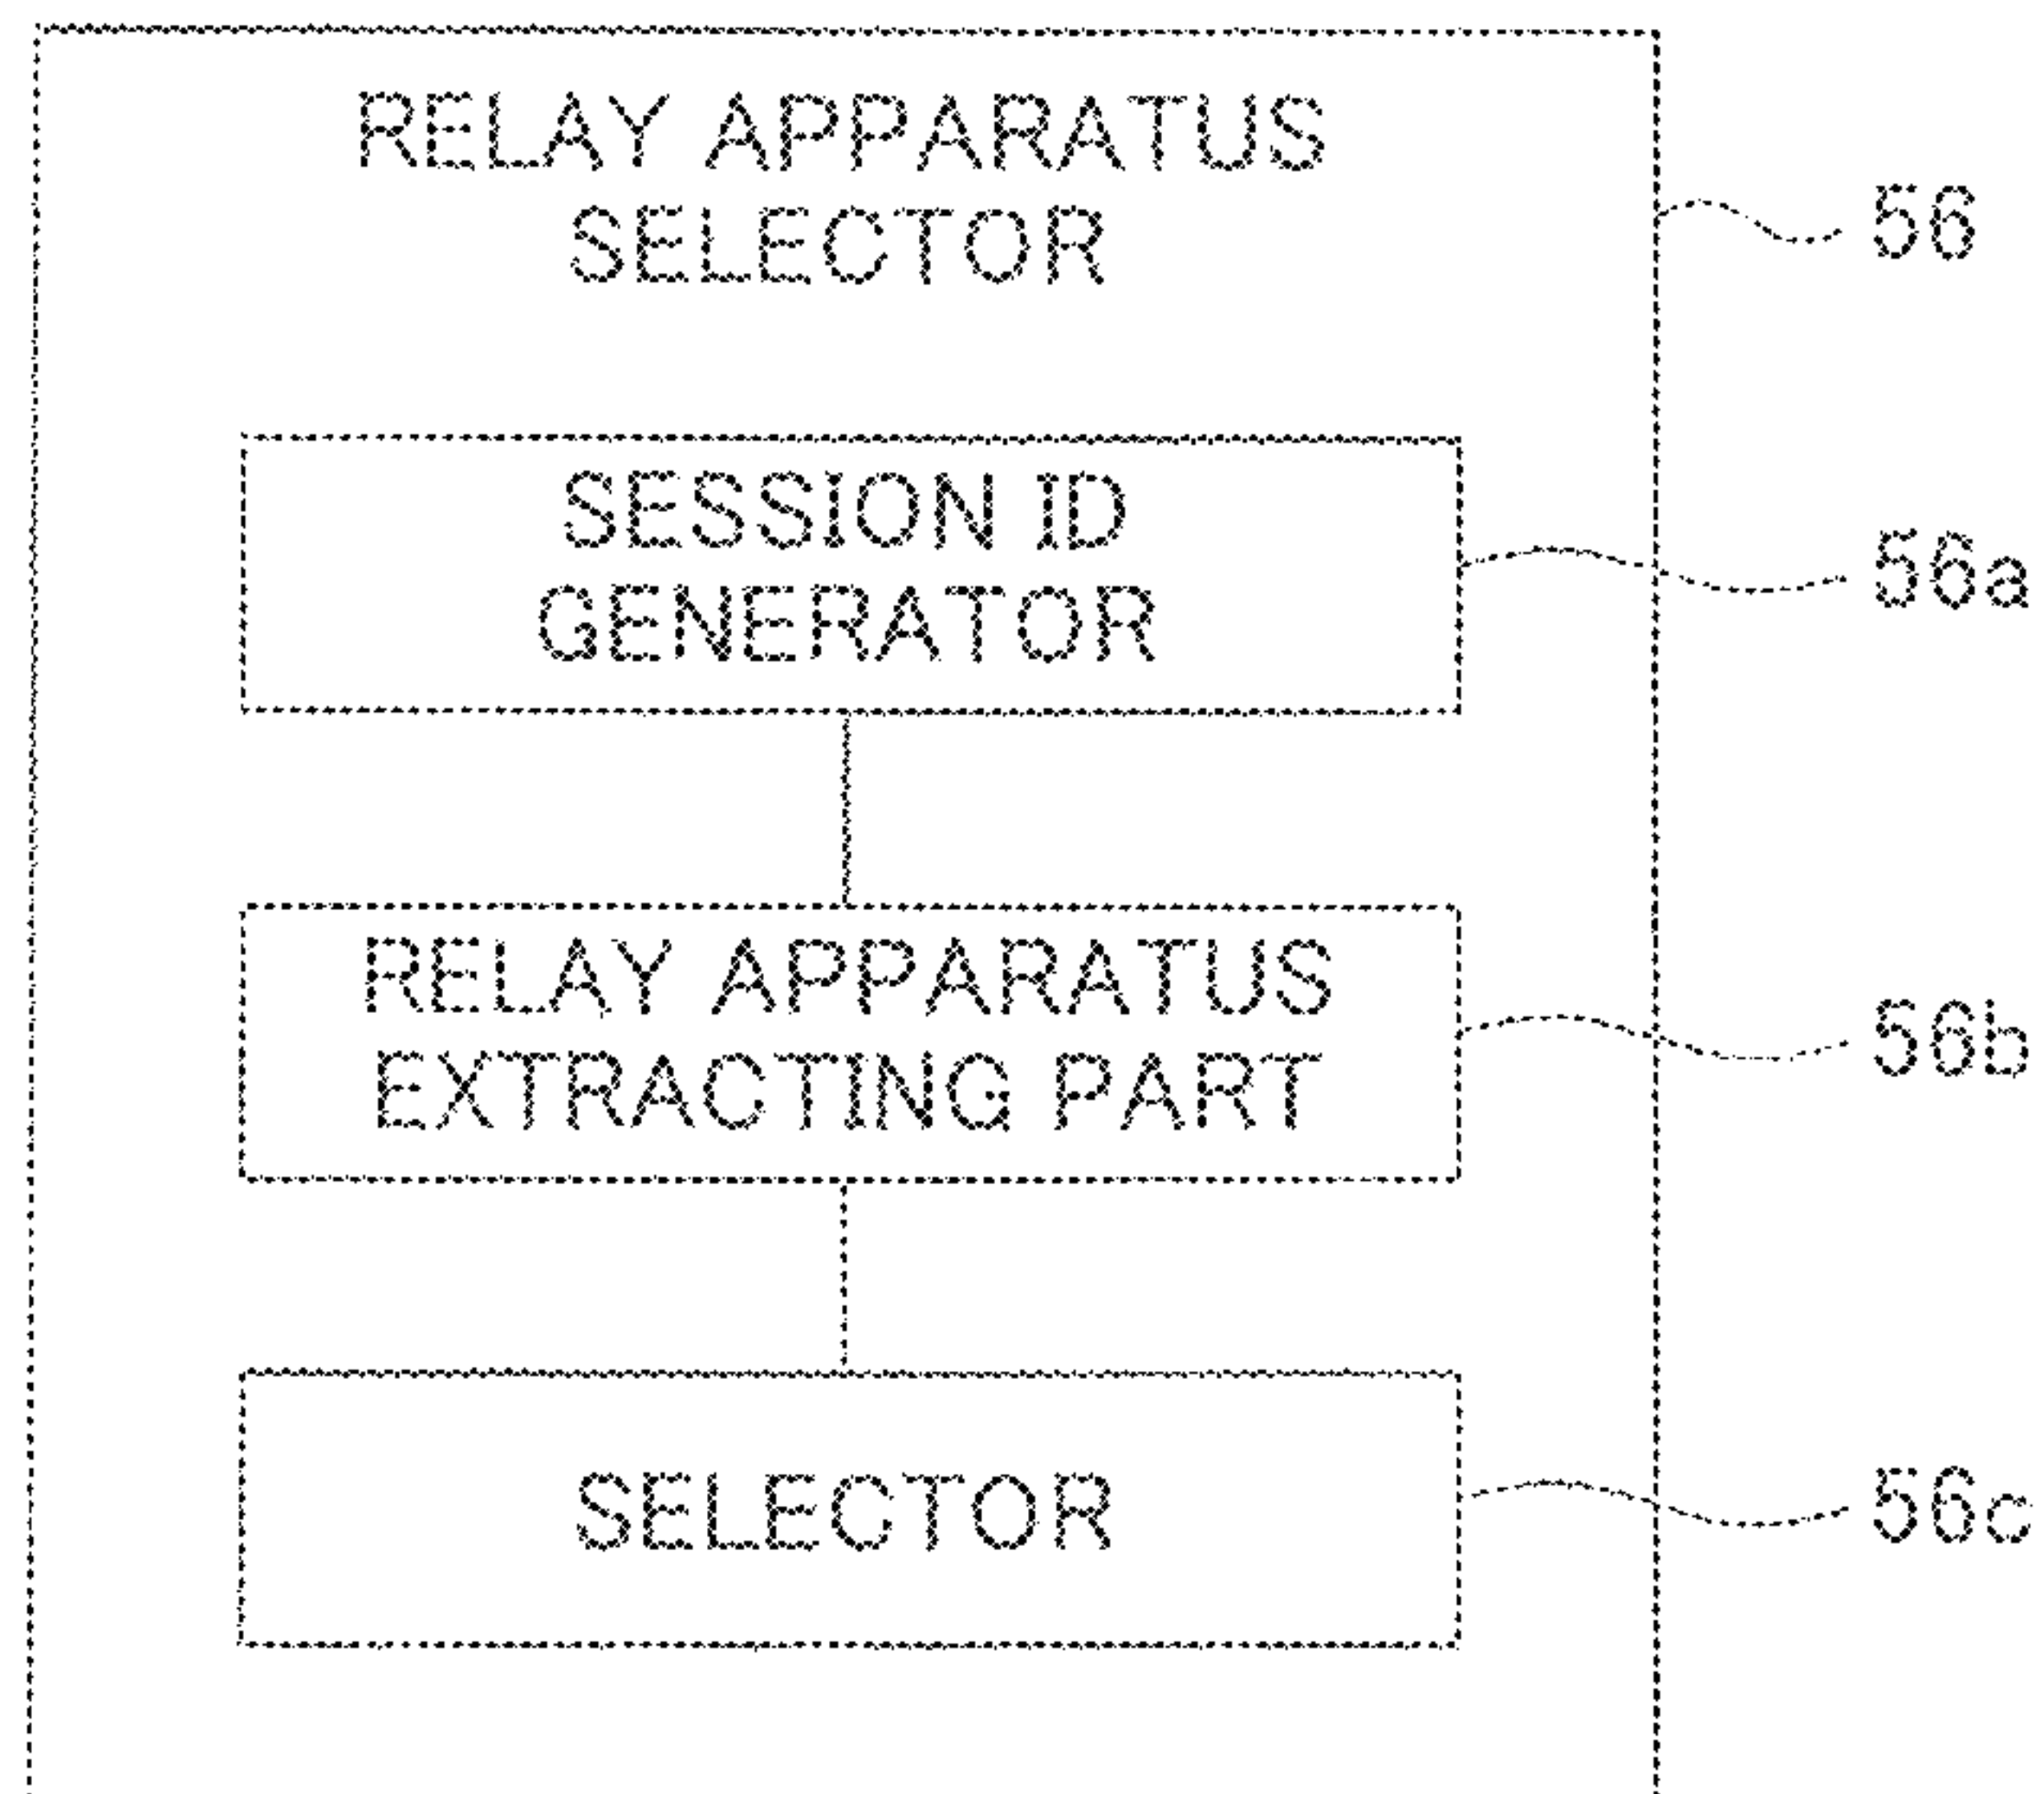 RELAY APPARATUS
SELECTOR
56
SESSION ID
GENERATOR
56a
RELAY APPARATUS
EXTRACTING PART
56b
SELECTOR
56c